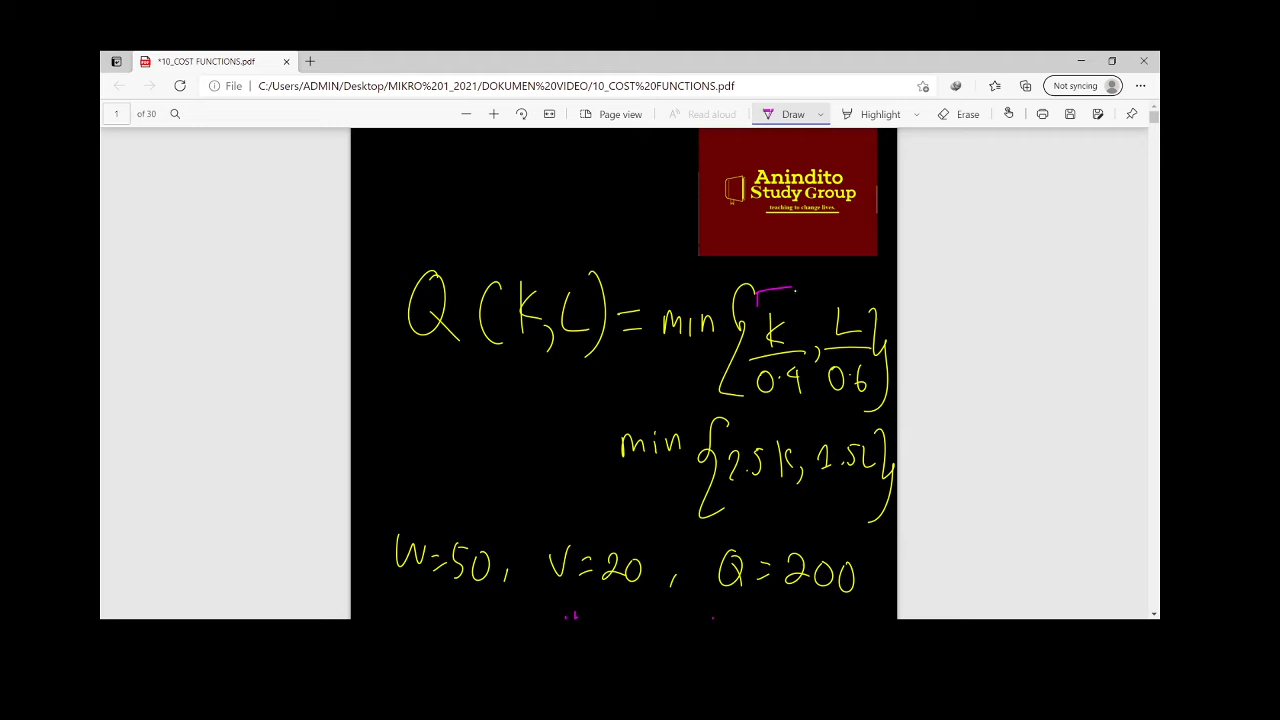 *10_COST FUNCTIONS.pdf
File C:/Users/ADMIN/Desktop/MIKRO%201_2021/DOKUMEN%20VIDEO/10_COST%20FUNCTIONS.pdf Not syncing
1 of 30 Page view Read aloud Draw Highlight Erase
Anindito
Study Group
teaching to change lives.
Q (K, L) = min { K/0.4 , L/0.6 }
min { 2.5K, 1.5L }
W=50, V=20, Q=200